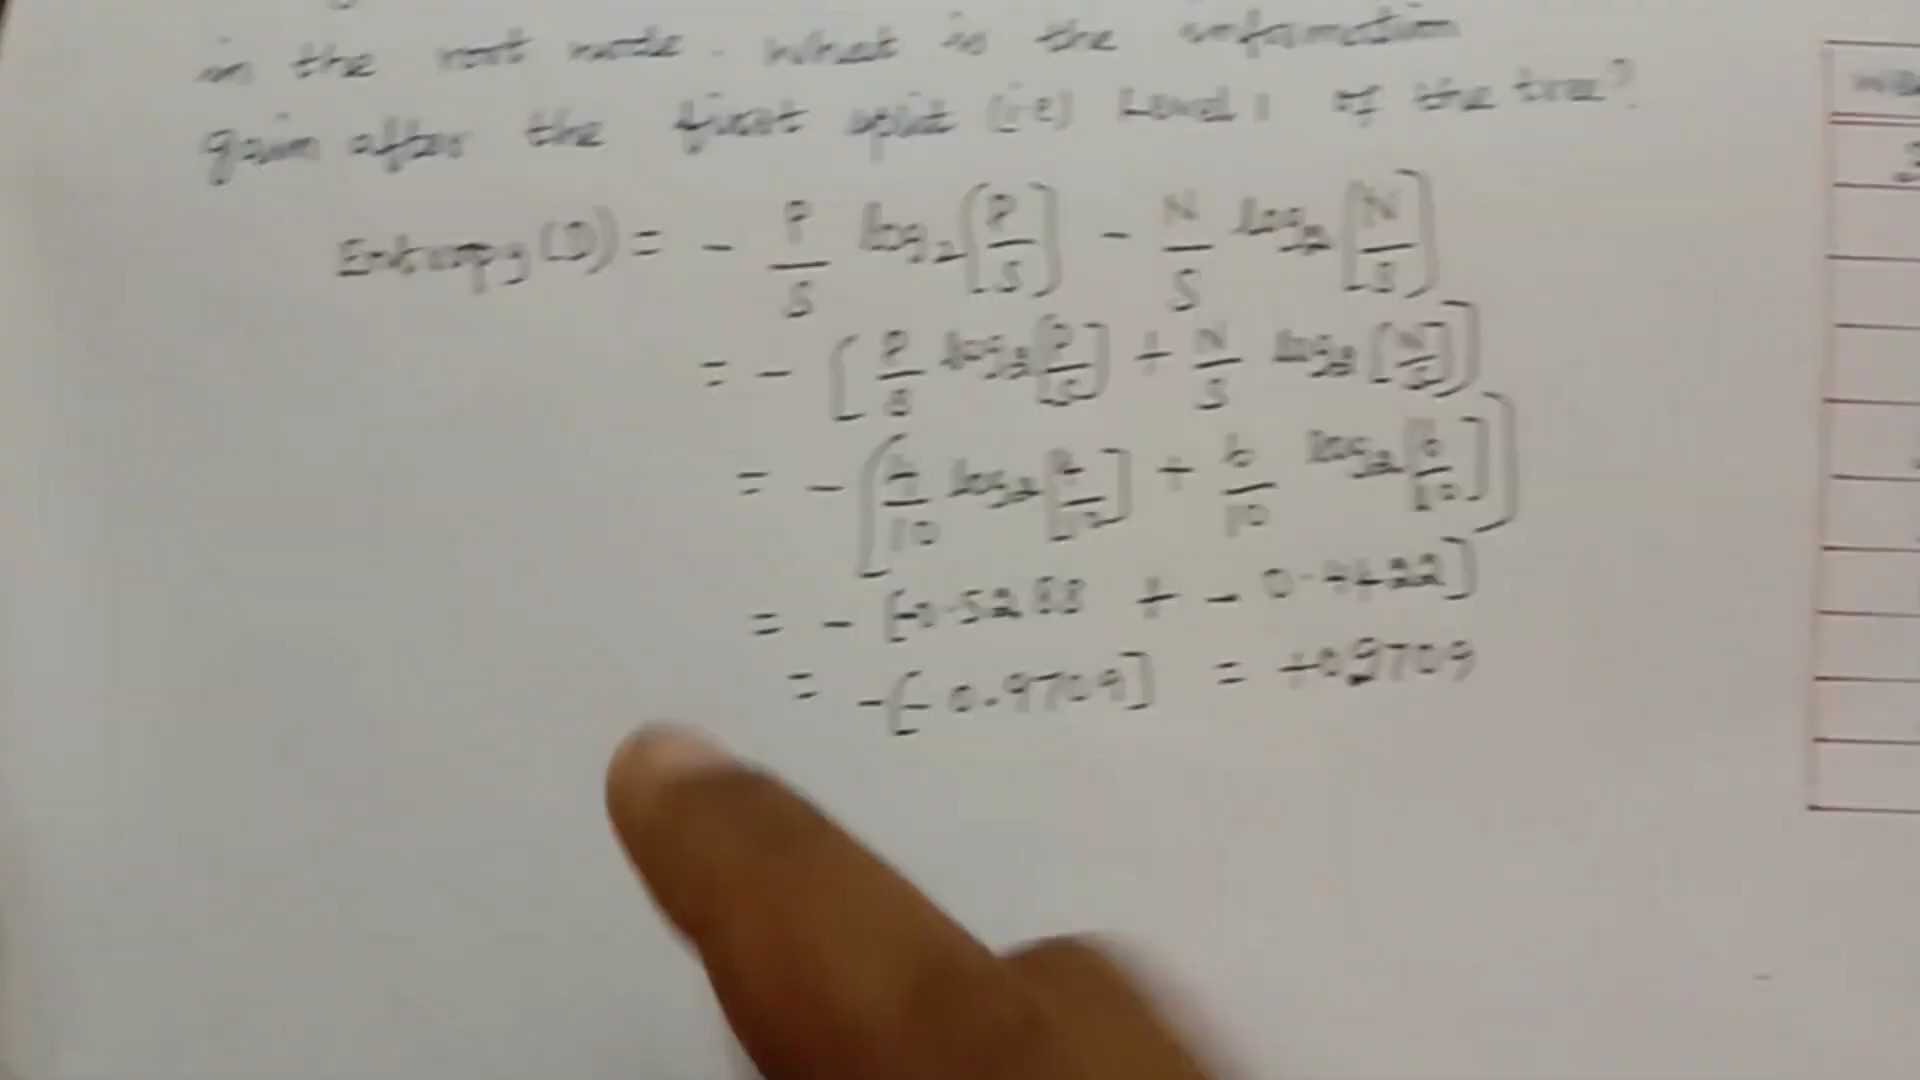 in the root node. What is the information
gain after the first split (ie) Level 1 of the tree?
Entropy(D) = - P/S log₂[P/S] - N/S log₂[N/S]
= - [P/S log₂[P/S] + N/S log₂[N/S]]
= - [4/10 log₂[4/10] + 6/10 log₂[6/10]]
= - [-0.5288 + - 0.4422]
= -[-0.9709] = +0.9709